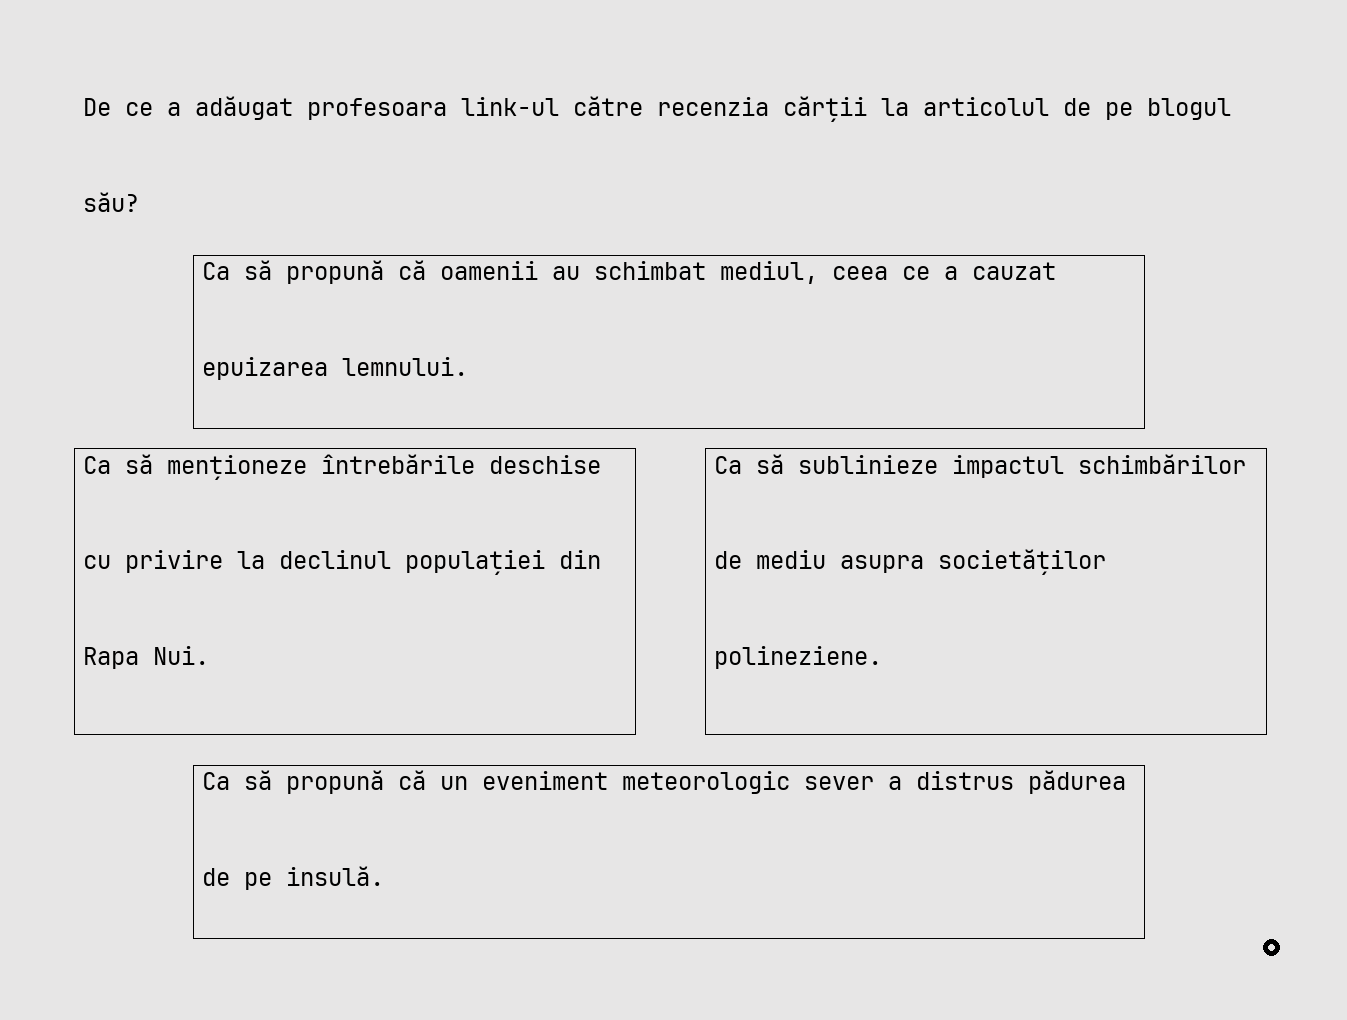 De ce a adăugat profesoara link-ul către recenzia cărții la articolul de pe blogul
său?
Ca să propună că oamenii au schimbat mediul, ceea ce a cauzat
epuizarea lemnului.
Ca să menționeze întrebările deschise
cu privire la declinul populației din
Rapa Nui.
Ca să sublinieze impactul schimbărilor
de mediu asupra societăților
polineziene.
Ca să propună că un eveniment meteorologic sever a distrus pădurea
de pe insulă.